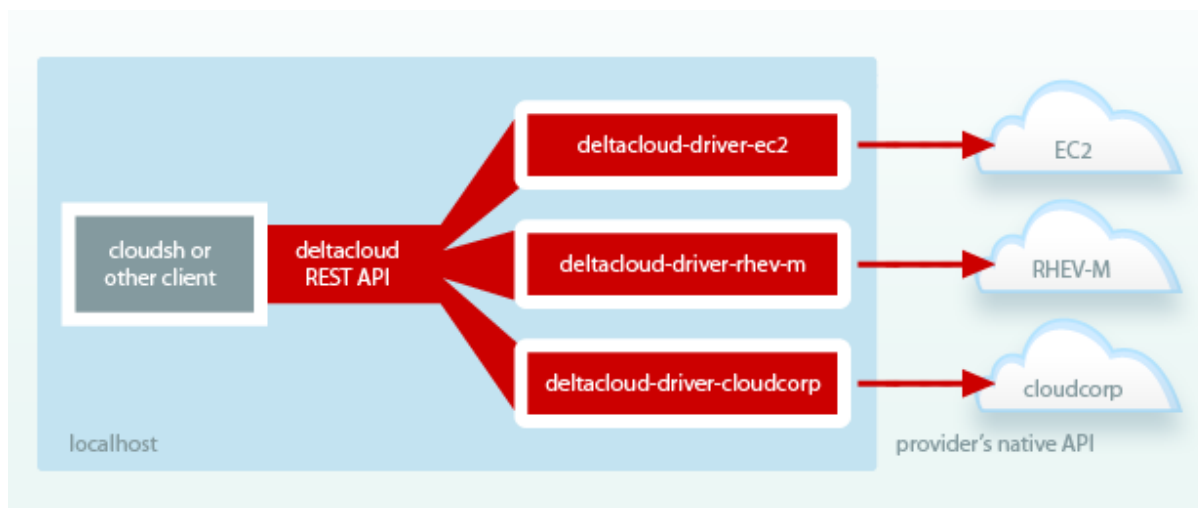 cloudsh or
other client
deltacloud
REST API
deltacloud-driver-ec2
deltacloud-driver-rhev-m
deltacloud-driver-cloudcorp
EC2
RHEV-M
cloudcorp
localhost
provider's native API